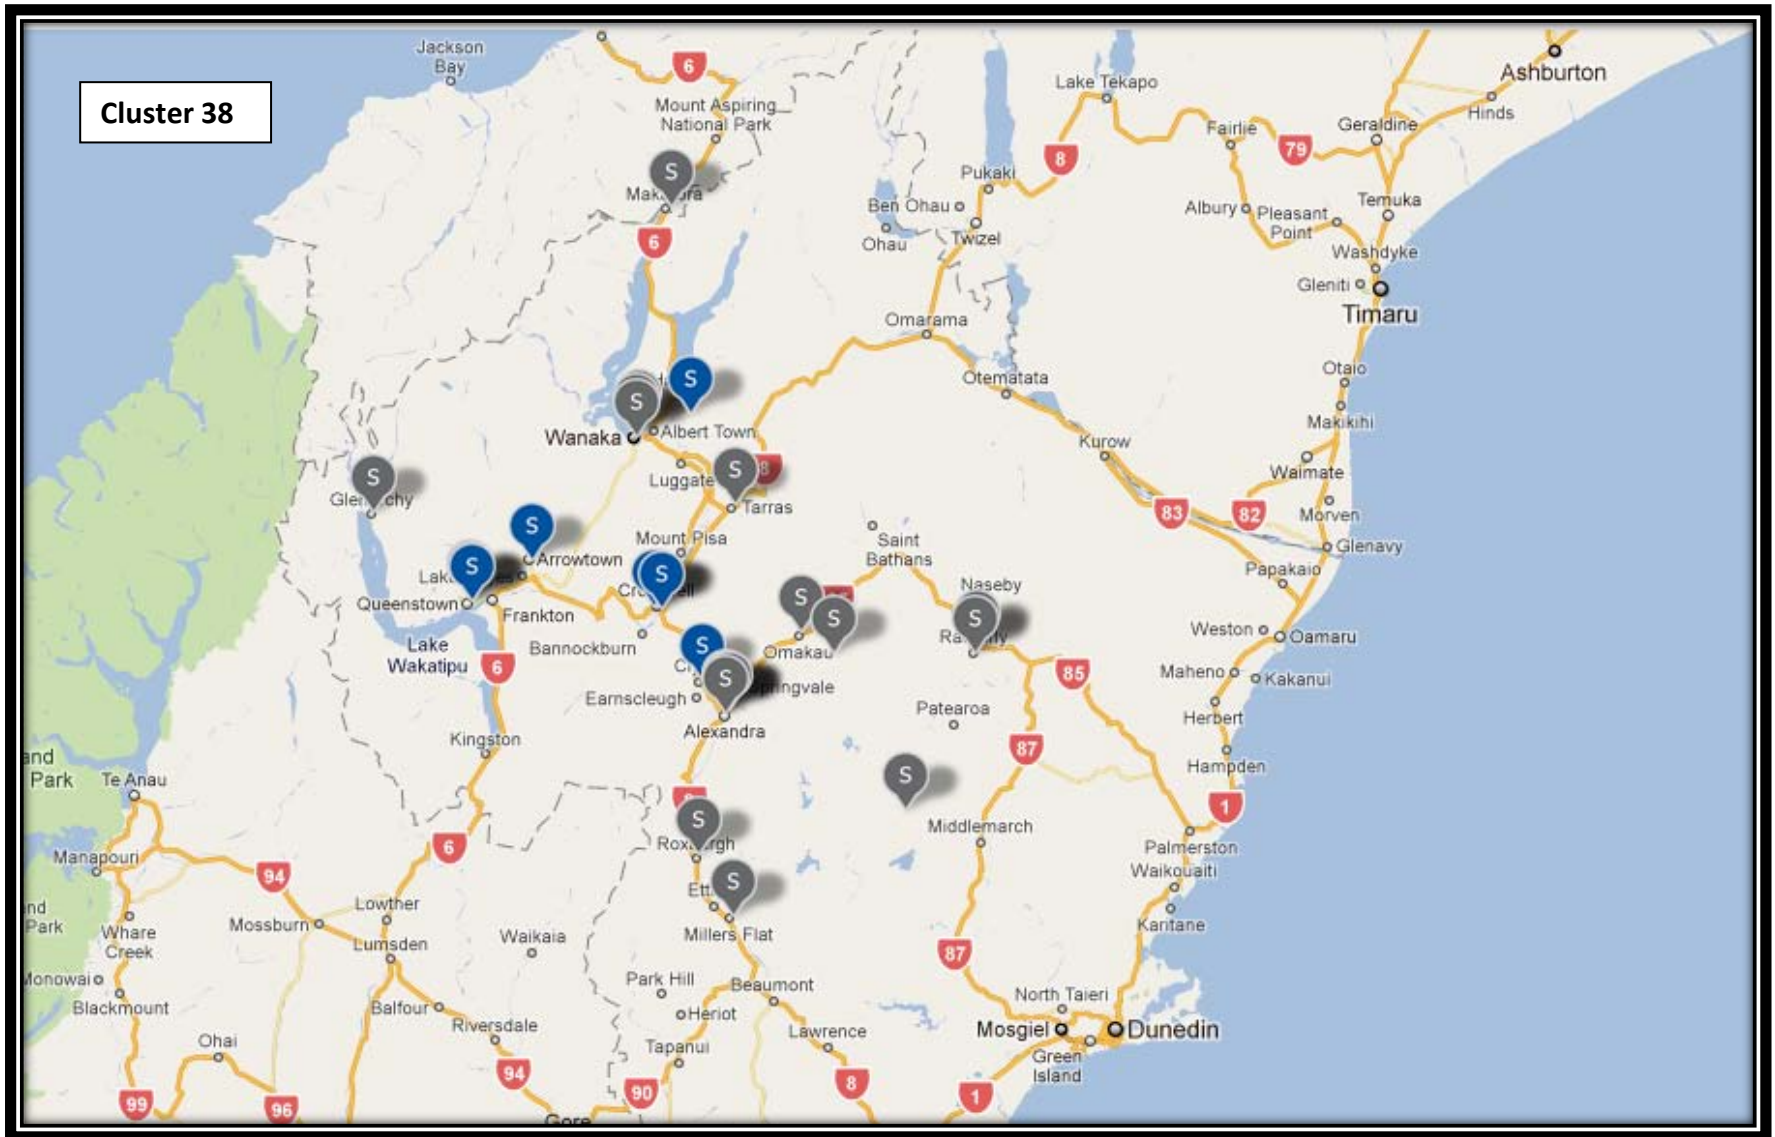 Cluster 38
Jackson
Bay
6
Mount Aspiring
National Park
Lake Tekapo
Ashburton
Hinds
Fairlie
Geraldine
79
8
Pukaki
S
Ben Ohau
Ohau
Twizel
Albury
Pleasant
Point
Temuka
Washdyke
Gleniti
Timaru
6
Omarama
Otematata
Otaio
Makikihi
S
S
Wanaka
Albert Town
Kurow
Waimate
S
S
8
Luggate
Tarras
83
82
Morven
Glenavy
S
Arrowtown
Mount Pisa
Saint
Bathans
Papakaio
S
S
Queenstown
Frankton
Bannockburn
Lake
Wakatipu
6
S
S
Omakau
Naseby
S
Weston
Oamaru
Maheno
Kakanui
85
S
S
Earnscleugh
Alexandra
Patearoa
Herbert
Kingston
87
Hampden
S
1
and
Park
Te Anau
S
Middlemarch
Palmerston
6
Manapouri
94
S
Waikouaiti
Karitane
nd
Park
Whare
Creek
Mossburn
Lowther
Lumsden
Waikaia
Millers Flat
87
Monowai
Blackmount
Park Hill
Beaumont
Balfour
Riversdale
Heriot
North Taieri
Mosgiel
Dunedin
Green
Island
Ohai
Tapanui
Lawrence
99
96
94
90
8
1
Gore